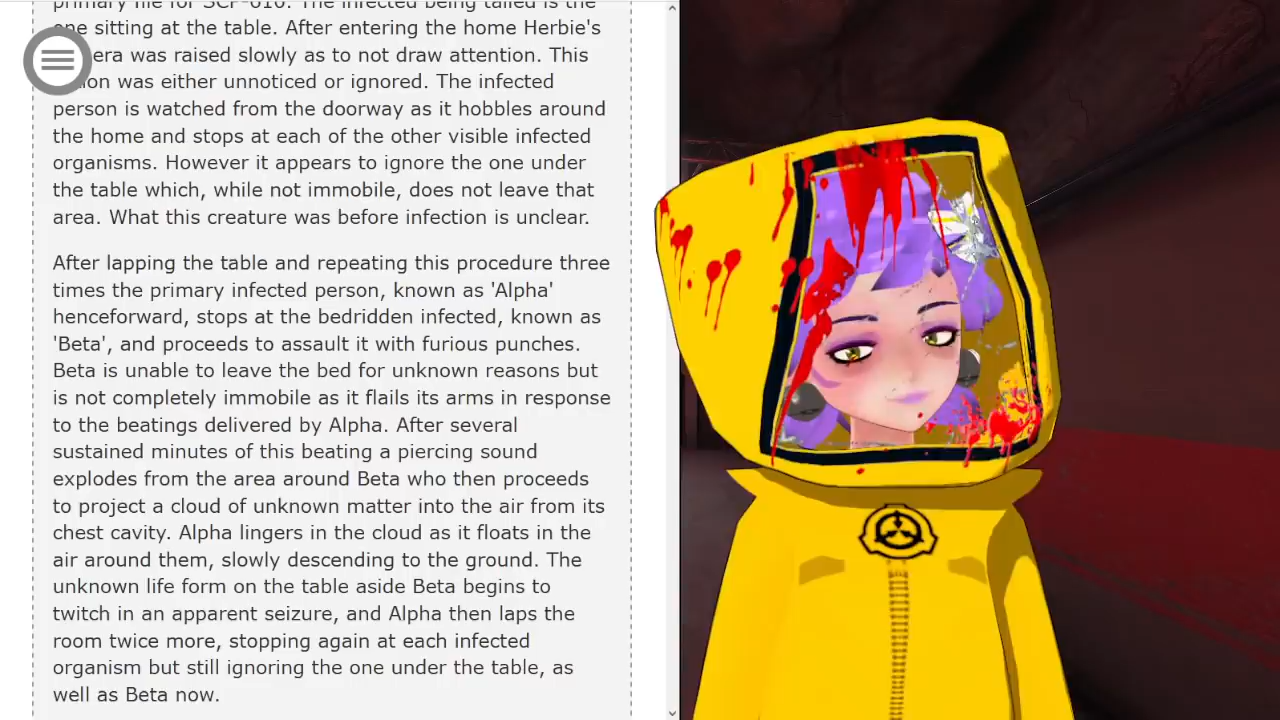 primary file for SCP-610. The infected being tailed is the
one sitting at the table. After entering the home Herbie's
era was raised slowly as to not draw attention. This
ion was either unnoticed or ignored. The infected
person is watched from the doorway as it hobbles around
the home and stops at each of the other visible infected
organisms. However it appears to ignore the one under
the table which, while not immobile, does not leave that
area. What this creature was before infection is unclear.
After lapping the table and repeating this procedure three
times the primary infected person, known as 'Alpha'
henceforward, stops at the bedridden infected, known as
'Beta', and proceeds to assault it with furious punches.
Beta is unable to leave the bed for unknown reasons but
is not completely immobile as it flails its arms in response
to the beatings delivered by Alpha. After several
sustained minutes of this beating a piercing sound
explodes from the area around Beta who then proceeds
to project a cloud of unknown matter into the air from its
chest cavity. Alpha lingers in the cloud as it floats in the
air around them, slowly descending to the ground. The
unknown life form on the table aside Beta begins to
twitch in an apparent seizure, and Alpha then laps the
room twice more, stopping again at each infected
organism but still ignoring the one under the table, as
well as Beta now.